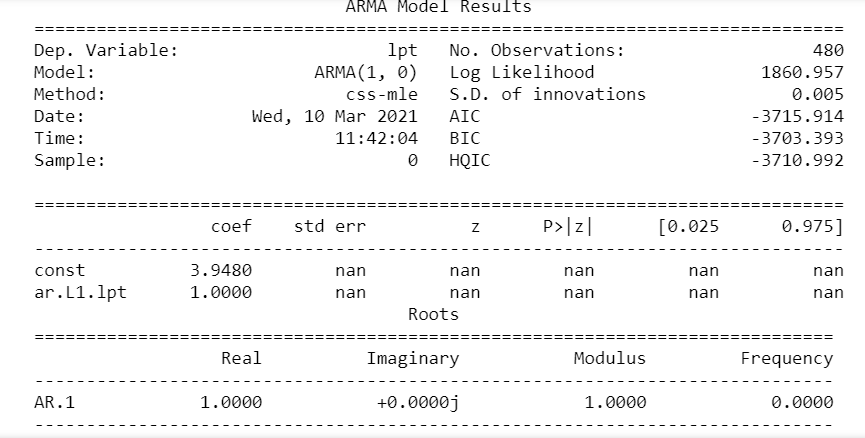 ARMA Model Results
==============================================================================
Dep. Variable: lpt No. Observations: 480
Model: ARMA(1, 0) Log Likelihood 1860.957
Method: css-mle S.D. of innovations 0.005
Date: Wed, 10 Mar 2021 AIC -3715.914
Time: 11:42:04 BIC -3703.393
Sample: 0 HQIC -3710.992
==============================================================================
coef std err z P>|z| [0.025 0.975]
------------------------------------------------------------------------------
const 3.9480 nan nan nan nan nan
ar.L1.lpt 1.0000 nan nan nan nan nan
Roots
=============================================================================
Real Imaginary Modulus Frequency
-----------------------------------------------------------------------------
AR.1 1.0000 +0.0000j 1.0000 0.0000
-----------------------------------------------------------------------------